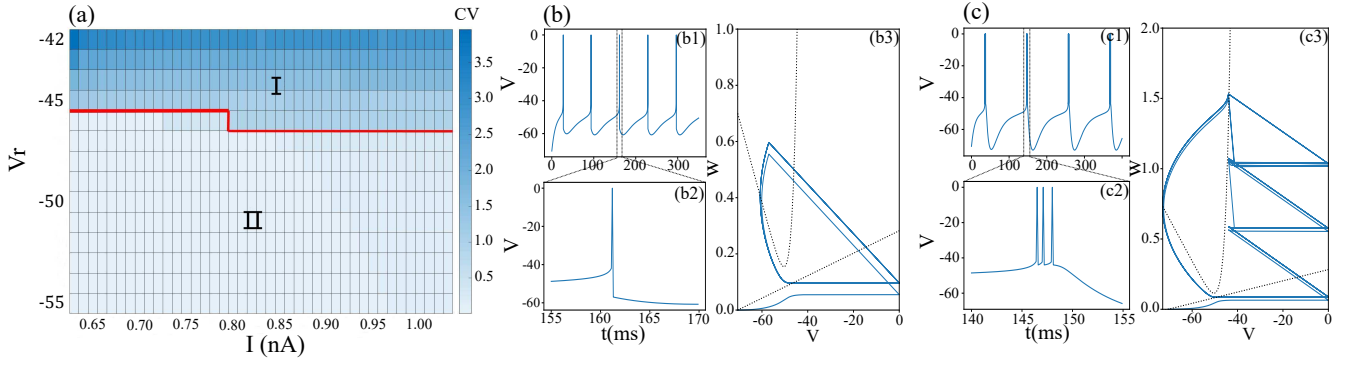 (a)
CV
Vr
-42
-45
-50
-55
I
II
3.5
3.0
2.5
2.0
1.5
1.0
0.5
0.65 0.70 0.75 0.80 0.85 0.90 0.95 1.00
I (nA)
(b)
(b1)
V
0
-20
-40
-60
0 100 200 300
(b2)
V
0
-20
-40
-60
155 160 165 170
t(ms)
(b3)
w
1.0
0.8
0.6
0.4
0.2
0.0
-60 -40 -20 0
V
(c)
(c1)
V
0
-20
-40
-60
0 100 200 300 400
(c2)
V
0
-20
-40
-60
140 145 150 155
t(ms)
(c3)
w
2.0
1.5
1.0
0.5
0.0
-60 -40 -20 0
V